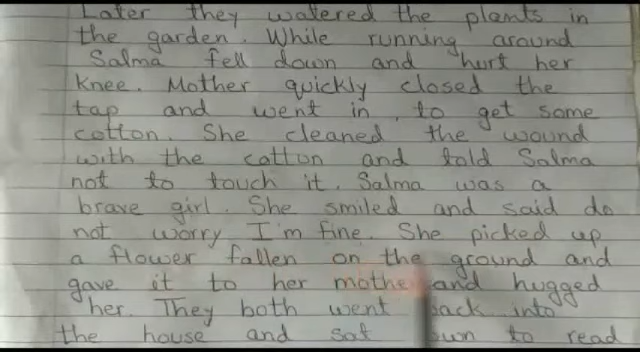 Later they watered the plants in
the garden. While running around
Salma fell down and hurt her
knee. Mother quickly closed the
tap and went in to get some
cotton. She cleaned the wound
with the cotton and told Salma
not to touch it. Salma was a
brave girl. She smiled and said do
not worry I'm fine. She picked up
a flower fallen on the ground and
gave it to her mothe and hugged
her. They both went back into
the house and sat to read